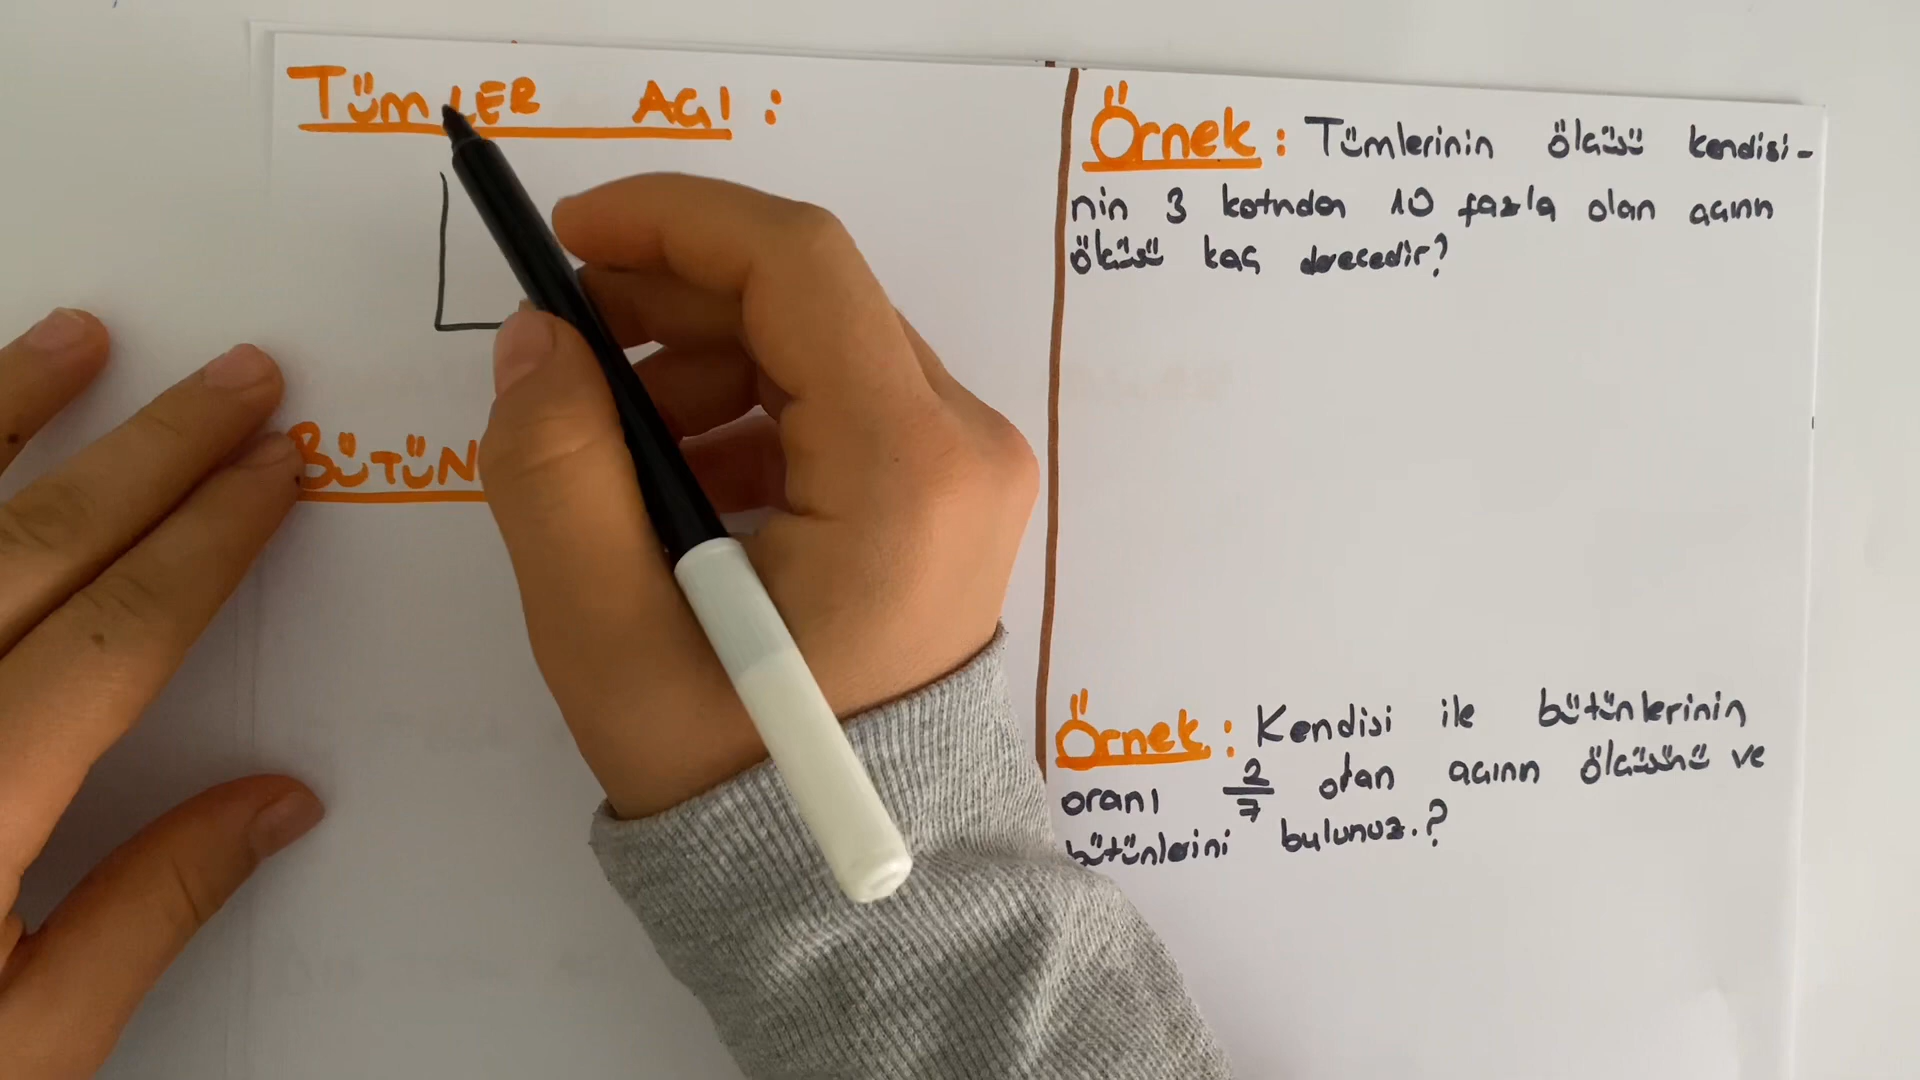 TÜMLER AÇI :
BÜTÜN
Örnek : Tümlerinin ölçüsü kendisi-
nin 3 katından 10 fazla olan açının
ölçüsü kaç derecedir?
Örnek : Kendisi ile bütünlerinin
oranı 2/7 olan açının ölçüsünü ve
bütünlerini bulunuz.?